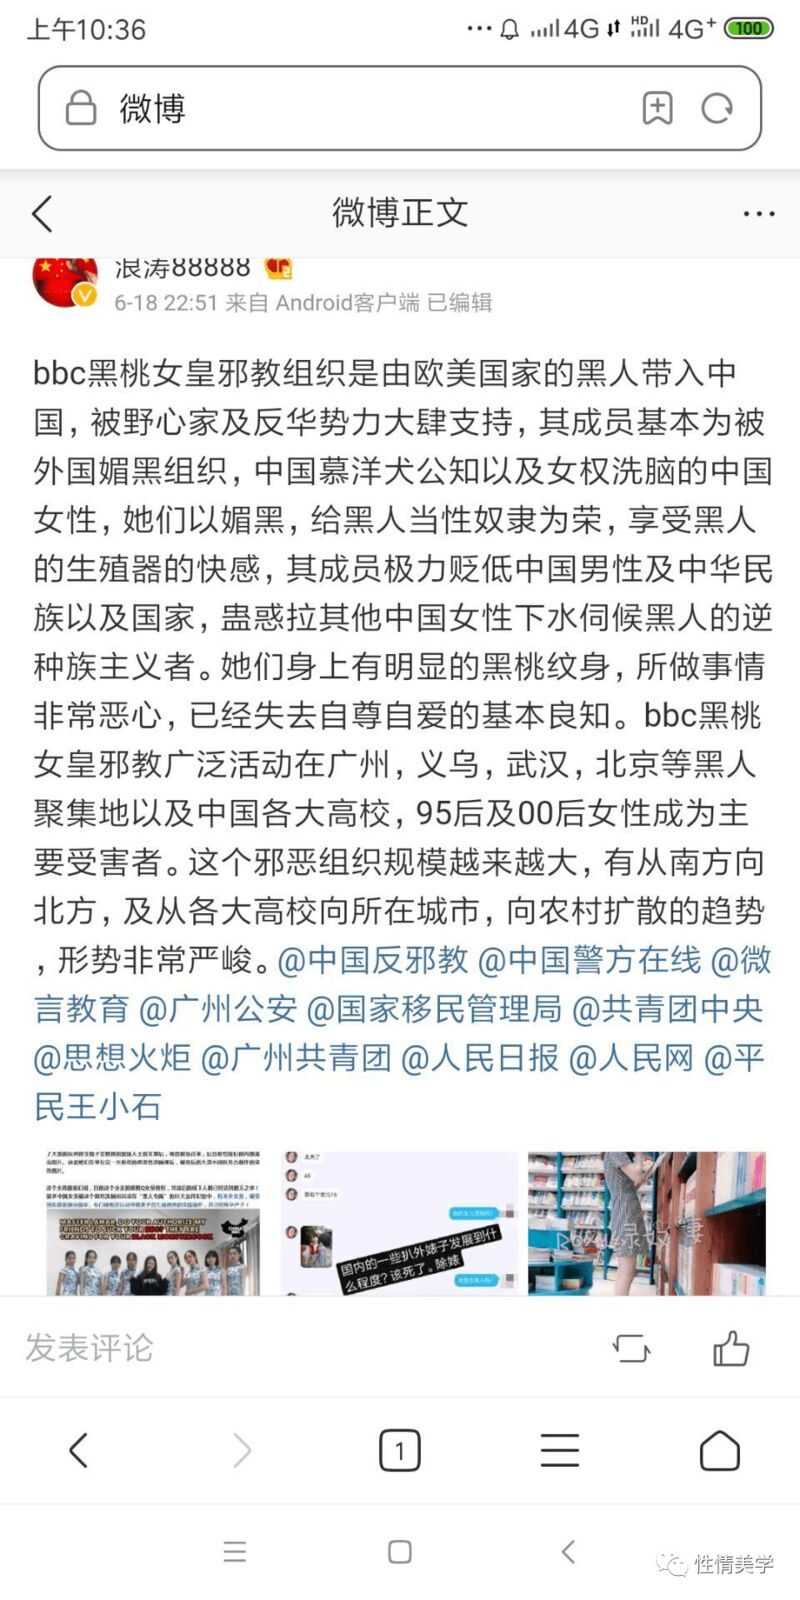 上午10:36
4G
HD
4G+
100
微博
微博正文
浪涛88888
6-18 22:51 来自 Android客户端 已编辑
bbc黑桃女皇邪教组织是由欧美国家的黑人带入中
国，被野心家及反华势力大肆支持，其成员基本为被
外国媚黑组织，中国慕洋犬公知以及女权洗脑的中国
女性，她们以媚黑，给黑人当性奴隶为荣，享受黑人
的生殖器的快感，其成员极力贬低中国男性及中华民
族以及国家，蛊惑拉其他中国女性下水伺候黑人的逆
种族主义者。她们身上有明显的黑桃纹身，所做事情
非常恶心，已经失去自尊自爱的基本良知。bbc黑桃
女皇邪教广泛活动在广州，义乌，武汉，北京等黑人
聚集地以及中国各大高校，95后及00后女性成为主
要受害者。这个邪恶组织规模越来越大，有从南方向
北方，及从各大高校向所在城市，向农村扩散的趋势
，形势非常严峻。@中国反邪教 @中国警方在线 @微
言教育 @广州公安 @国家移民管理局 @共青团中央
@思想火炬 @广州共青团 @人民日报 @人民网 @平
民王小石
MASTER LAMAR, DO YOUR AUTHORIZE MY
FRIENDS TO SUCK YOUR
THEY ARE
CRAVING FOR YOUR BLACK
太大了
国内的一些扒外婊子发展到什
么程度？该死了。除婊
发表评论
1
性情美学